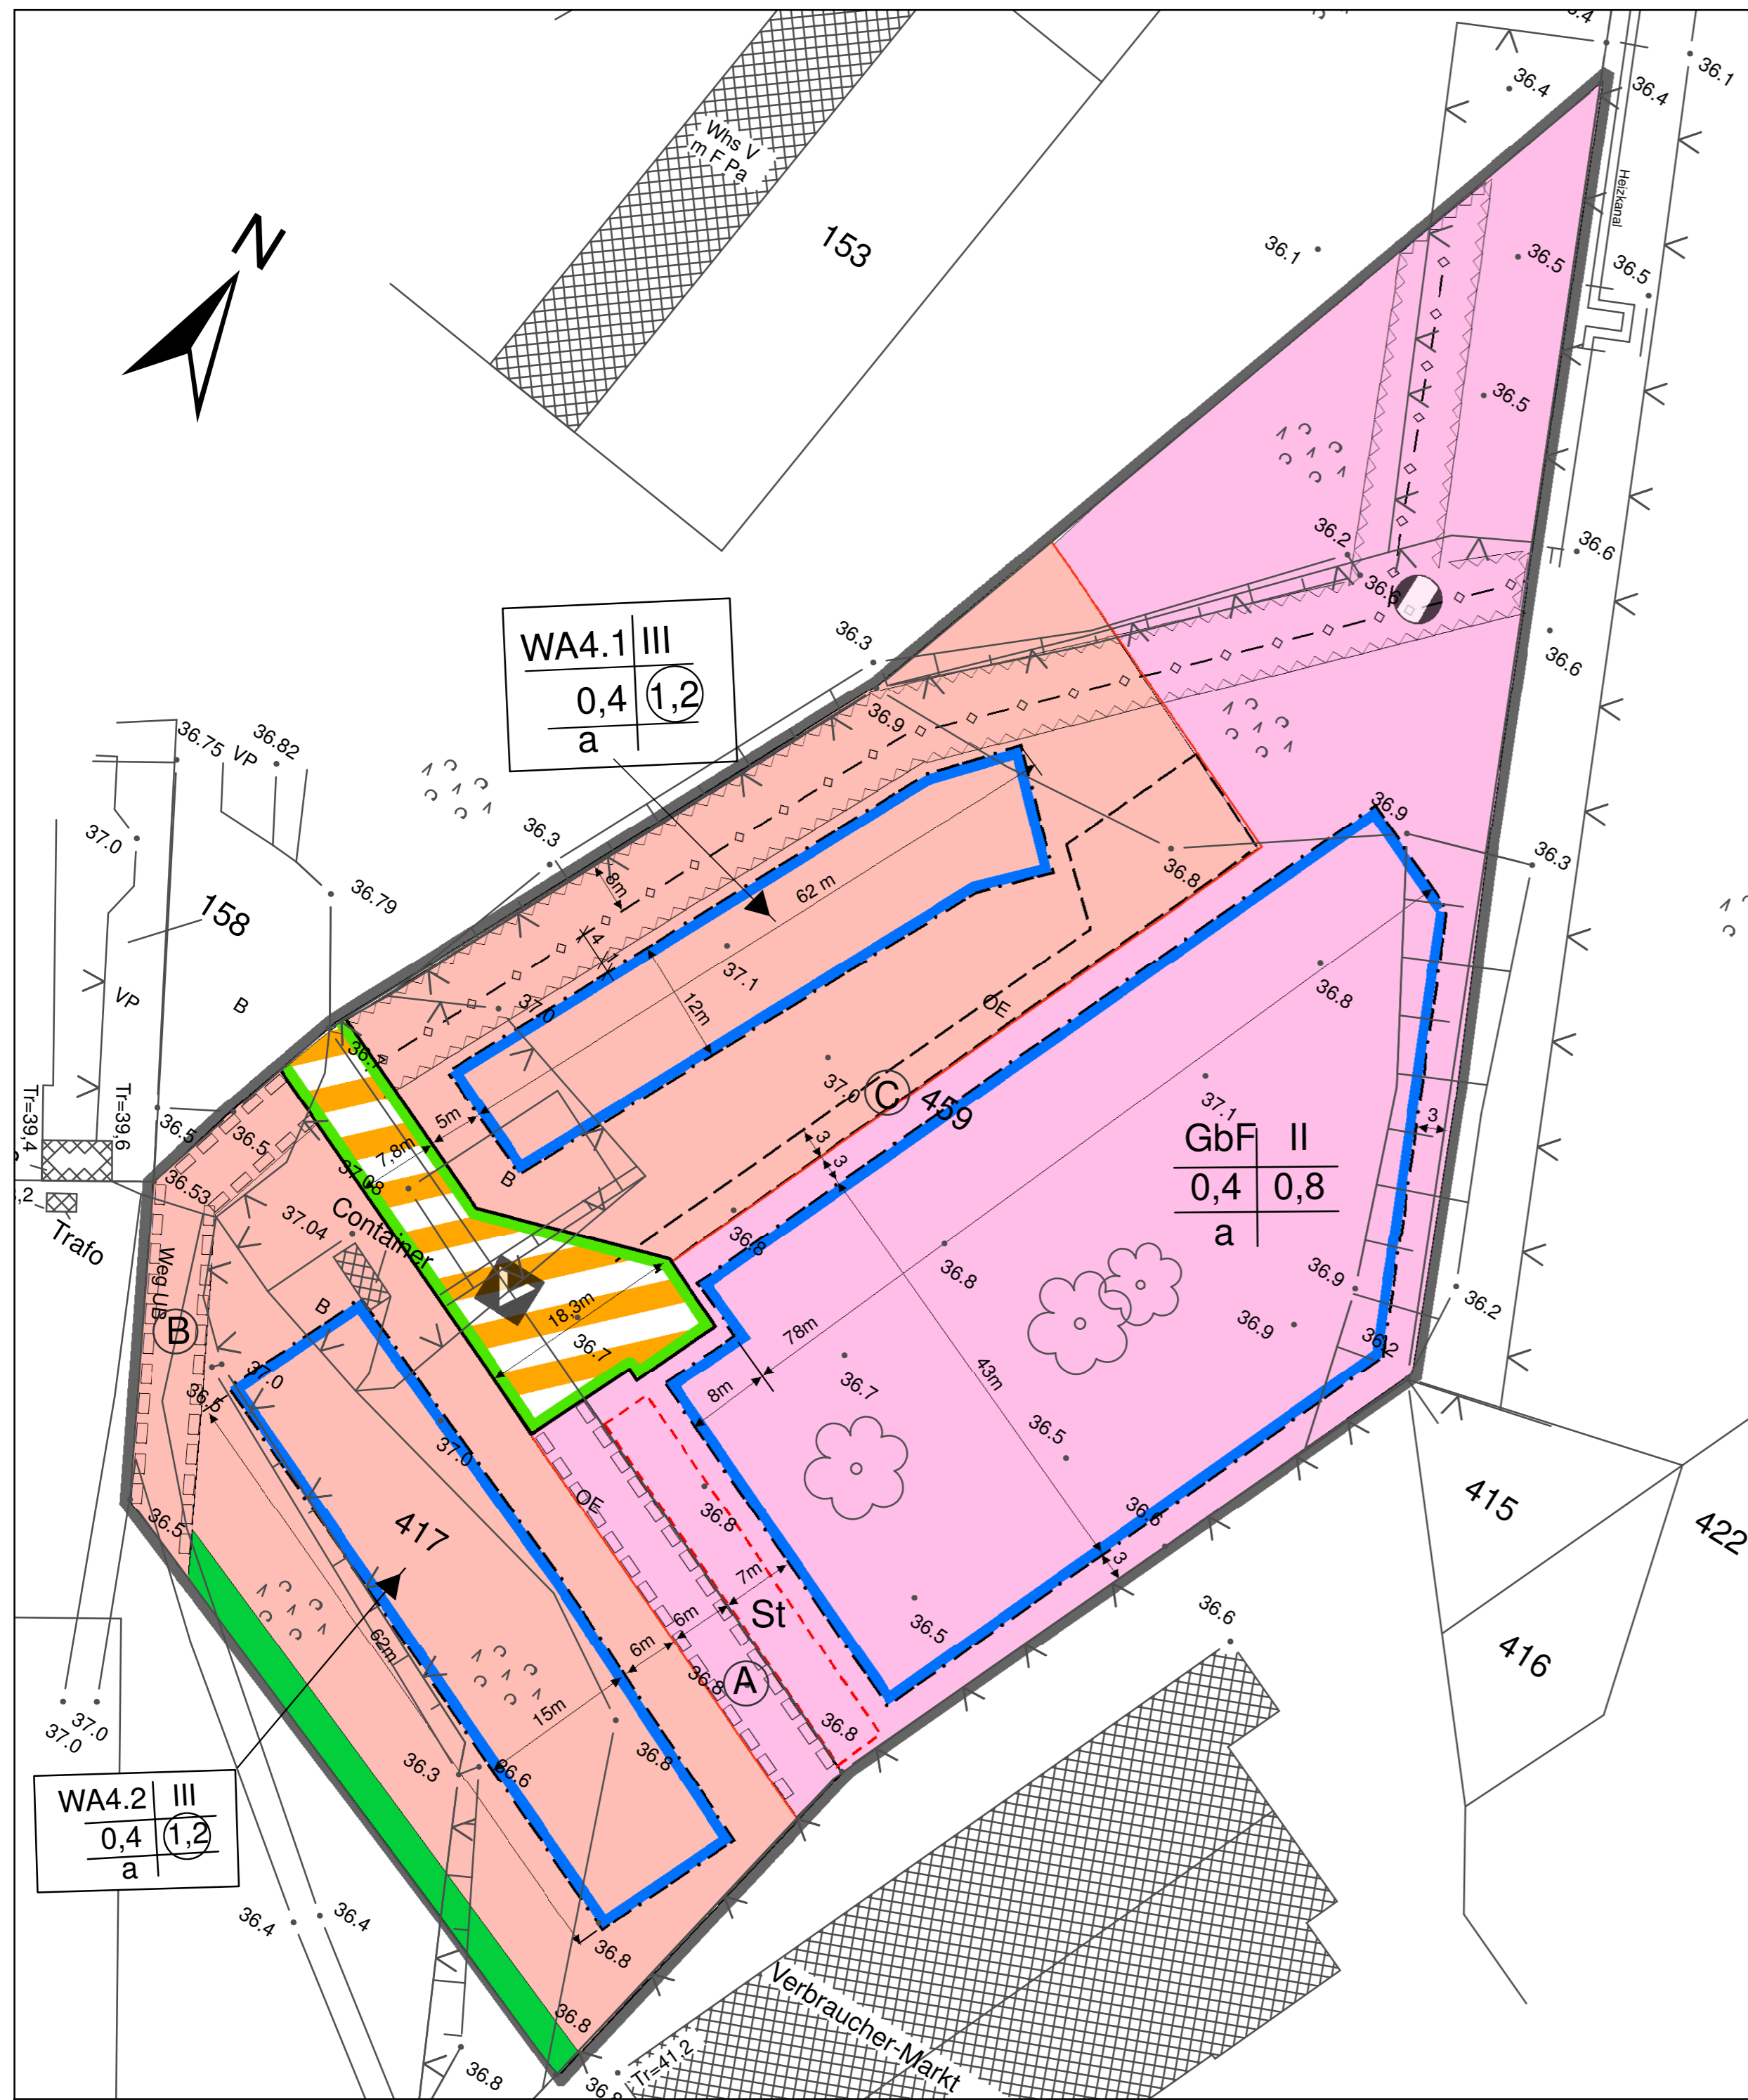 36.4
36.1
36.4
N
Whs V
m F Pa
Heizkanal
153
36.1
36.5
36.5
36.5
36.2
36.6
36.6
WA4.1 III
0,4 1,2
a
36.3
36.6
36.75
VP
36.82
36.9
36.9
37.0
36.3
36.3
36.79
8m
62 m
36.8
158
4
37.1
36.8
VP
B
37.0
12m
OE
36.7
37.0
C
459
37.1
Tr=39,4
Tr=39,6
36.5
36.5
5m
7,8m
3
3
3
GbF II
0,4 0,8
a
36.53
37.08
B
Container
37.04
36.8
Trafo
Weg UB
36.8
36.9
36.2
B
B
18,3m
36.7
78m
36.9
36.2
37.0
36.5
8m
36.7
43m
37.0
36.5
36.5
417
OE
36.8
36.6
415
422
7m
3
St
6m
36.5
36.6
62m
6m
416
36.8
A
15m
36.8
37.0
37.0
36.3
36.6
36.8
WA4.2 III
0,4 1,2
a
36.4
36.4
36.8
Verbraucher-Markt
36.8
Tr=41,2
36.8
36.8